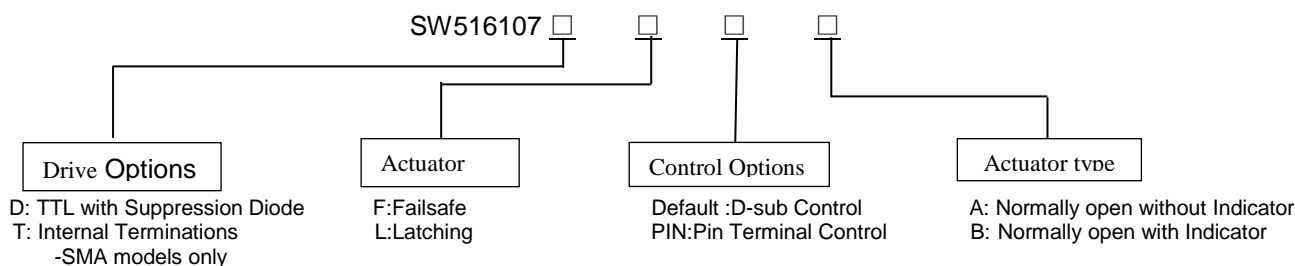 SW516107 □ □ □ □
Drive Options
Actuator
Control Options
Actuator type
D: TTL with Suppression Diode
T: Internal Terminations
-SMA models only
F:Failsafe
L:Latching
Default :D-sub Control
PIN:Pin Terminal Control
A: Normally open without Indicator
B: Normally open with Indicator